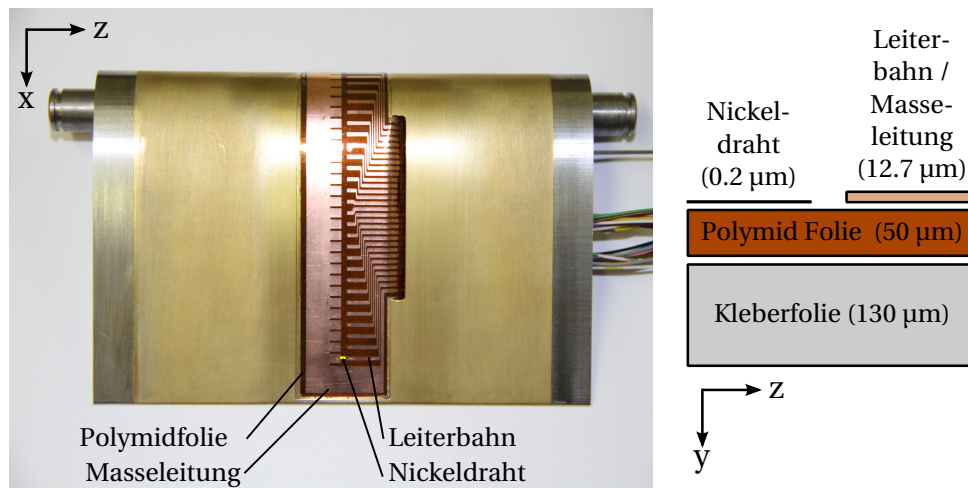 z
x
Polymidfolie
Masseleitung
Leiterbahn
Nickeldraht
Nickel-
draht
(0.2 µm)
Leiter-
bahn /
Masse-
leitung
(12.7 µm)
Polymid Folie (50 µm)
Kleberfolie (130 µm)
z
y